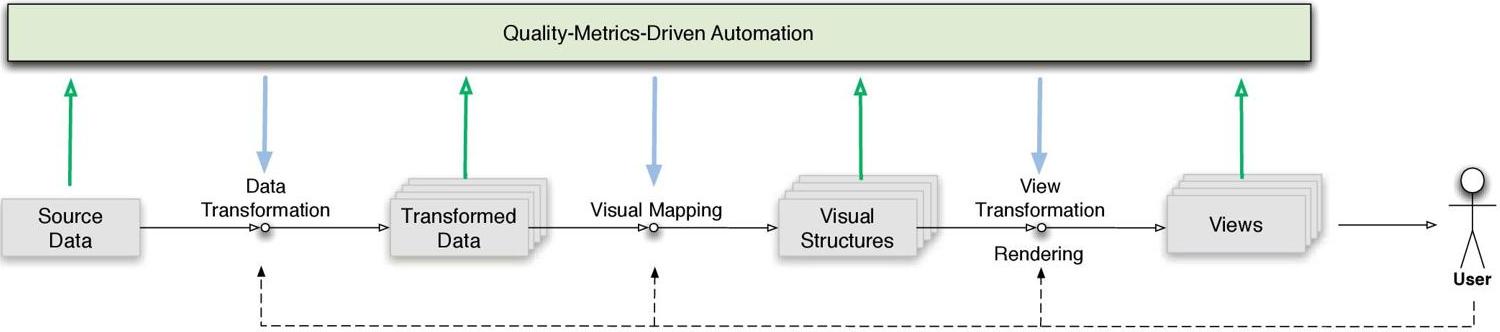 Quality-Metrics-Driven Automation
Source
Data
Data
Transformation
Transformed
Data
Visual Mapping
Visual
Structures
View
Transformation
Rendering
Views
User